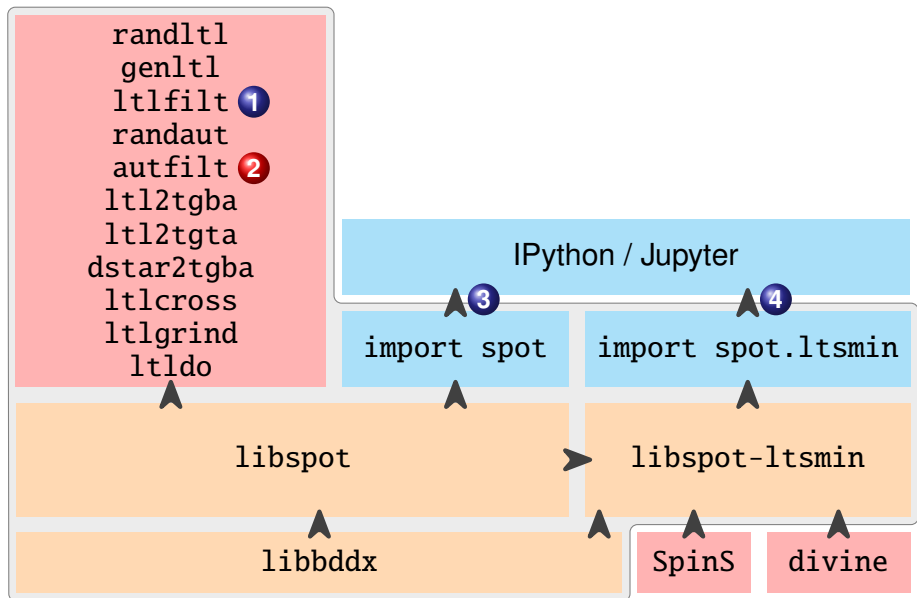 randltl
genltl
ltlfilt 1
randaut
autfilt 2
ltl2tgba
ltl2tgta
dstar2tgba
ltlcross
ltlgrind
ltldo
IPython / Jupyter
3
4
import spot
import spot.ltsmin
libspot
libspot-ltsmin
libbddx
SpinS
divine